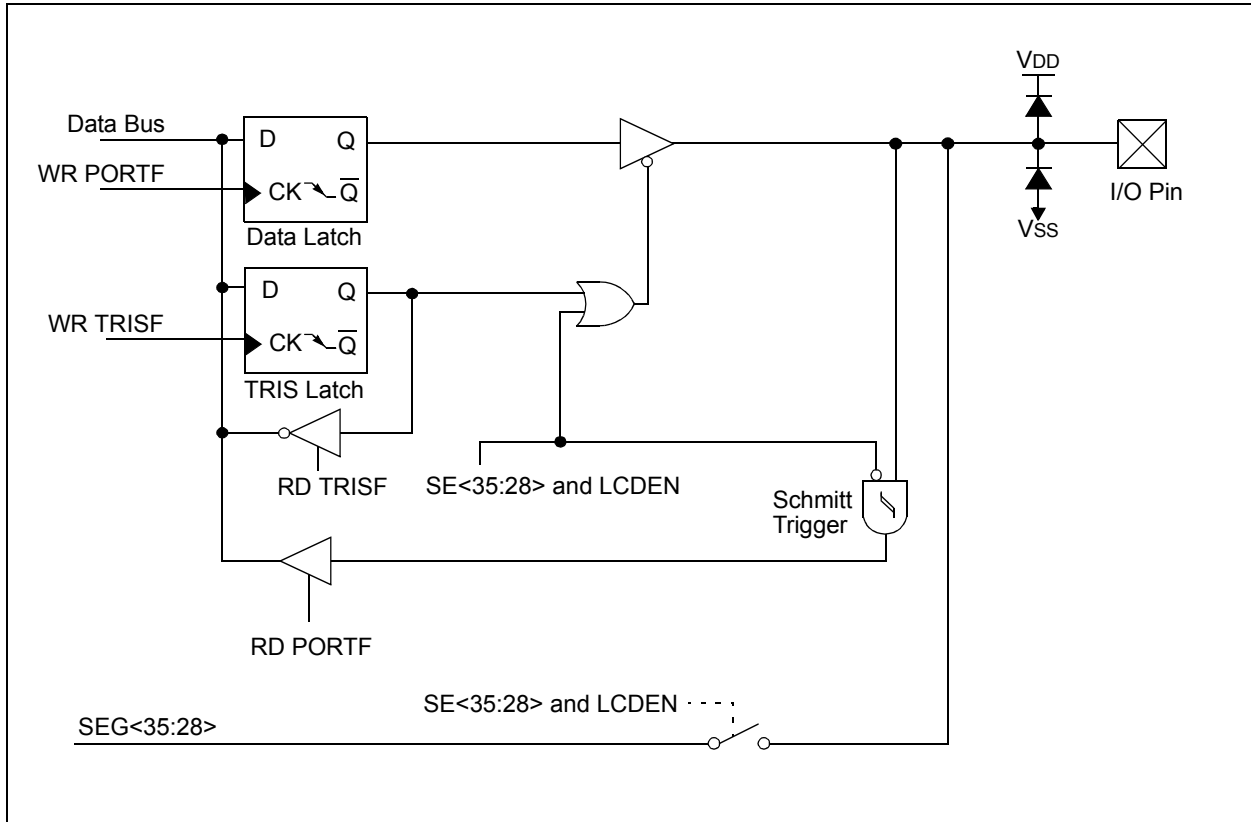 VDD
Data Bus
D Q
WR PORTF
CK Q
I/O Pin
Data Latch
VSS
D Q
WR TRISF
CK Q
TRIS Latch
RD TRISF
SE<35:28> and LCDEN
Schmitt
Trigger
RD PORTF
SE<35:28> and LCDEN
SEG<35:28>